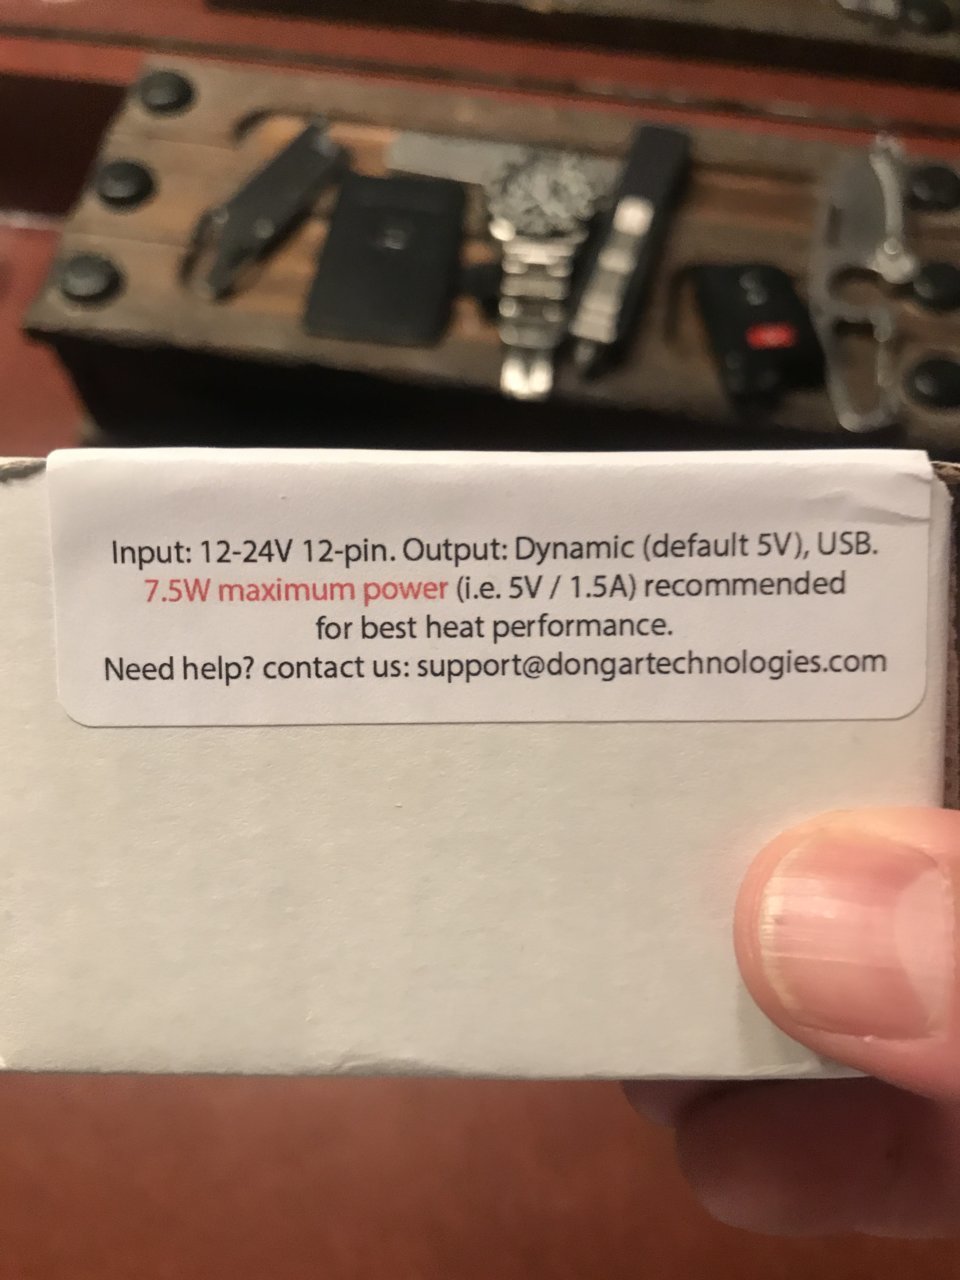 Input: 12-24V 12-pin. Output: Dynamic (default 5V), USB.
7.5W maximum power (i.e. 5V / 1.5A) recommended
for best heat performance.
Need help? contact us: support@dongartechnologies.com